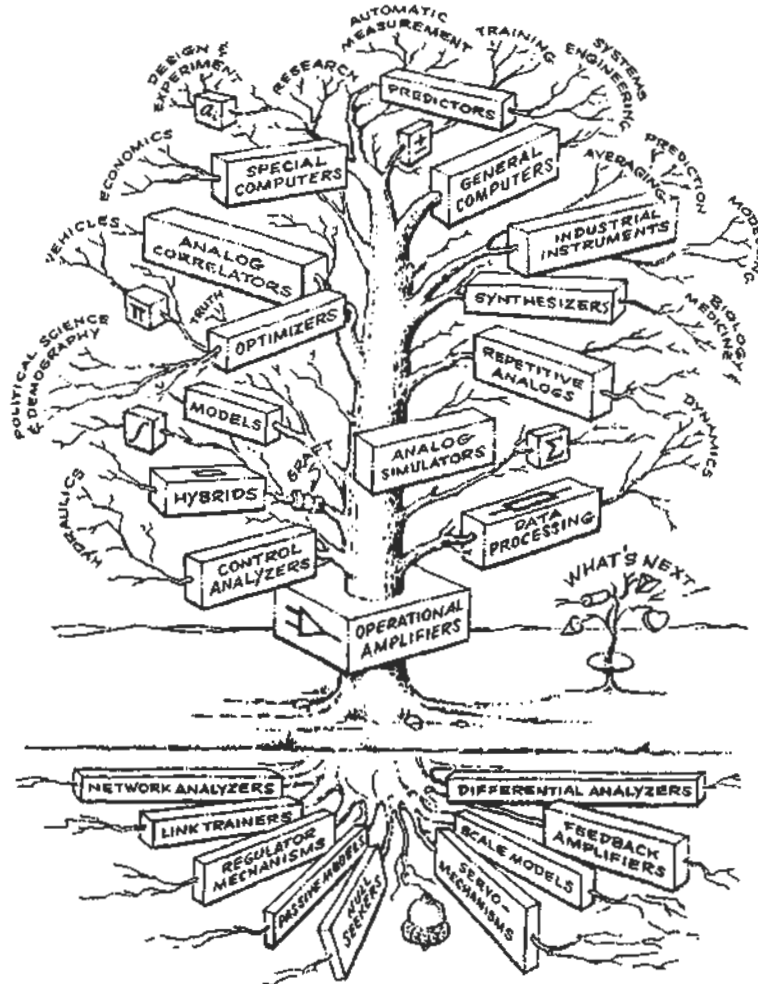 AUTOMATIC
MEASUREMENT
TRAINING
SYSTEMS
ENGINEERING
DESIGN &
EXPERIMENT
RESEARCH
PREDICTORS
a
±
ECONOMICS
SPECIAL
COMPUTERS
GENERAL
COMPUTERS
AVERAGING
PREDICTION
MODELLING
VEHICLES
ANALOG
CORRELATORS
INDUSTRIAL
INSTRUMENTS
π
TRUTH
OPTIMIZERS
SYNTHESIZERS
BIOLOGY
MEDICINE
POLITICAL SCIENCE
& DEMOGRAPHY
REPETITIVE
ANALOGS
MODELS
∫
ANALOG
SIMULATORS
Σ
DYNAMICS
GRAFT
HYBRIDS
DATA
PROCESSING
HYDRAULICS
CONTROL
ANALYZERS
WHAT'S NEXT
OPERATIONAL
AMPLIFIERS
NETWORK ANALYZERS
DIFFERENTIAL ANALYZERS
LINK TRAINERS
FEEDBACK
AMPLIFIERS
REGULATOR
MECHANISMS
SCALE MODELS
PASSIVE MODELS
NULL
SEEKERS
SERVO-
MECHANISMS